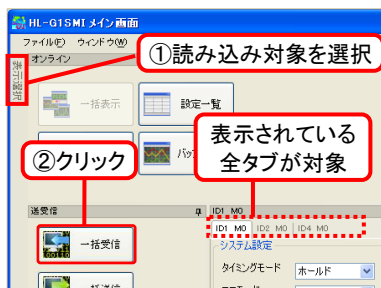 HL-G1SMI メイン画面
ファイル(F) ウィンドウ(W)
オンライン
①読み込み対象を選択
表示選択
一括表示
設定一覧
表示されている
全タブが対象
②クリック
送受信
ID1 M0
一括受信
ID1 M0 ID2 M0 ID4 M0
システム設定
タイミングモード ホールド